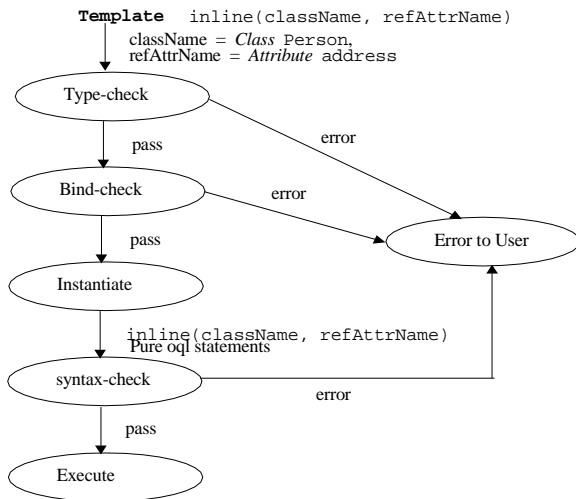 Template inline(className, refAttrName)
className = Class Person,
refAttrName = Attribute address
Type-check
error
pass
error
Bind-check
Error to User
pass
Instantiate
inline(className, refAttrName)
Pure oql statements
syntax-check
error
pass
Execute